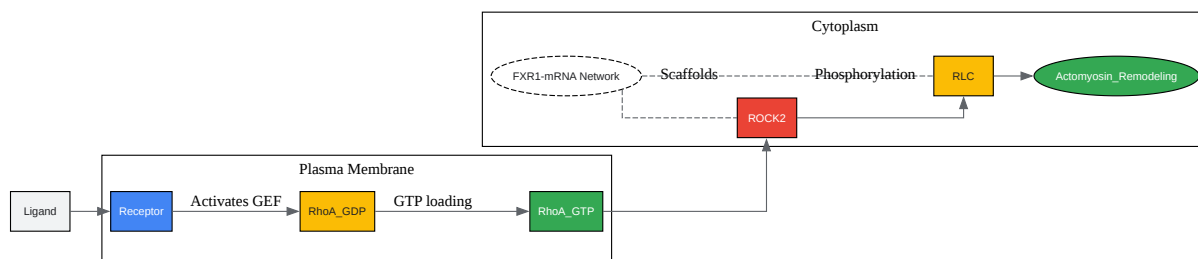 Cytoplasm
FXR1-mRNA Network
Scaffolds
Phosphorylation
RLC
Actomyosin_Remodeling
ROCK2
Plasma Membrane
Ligand
Receptor
Activates GEF
RhoA_GDP
GTP loading
RhoA_GTP